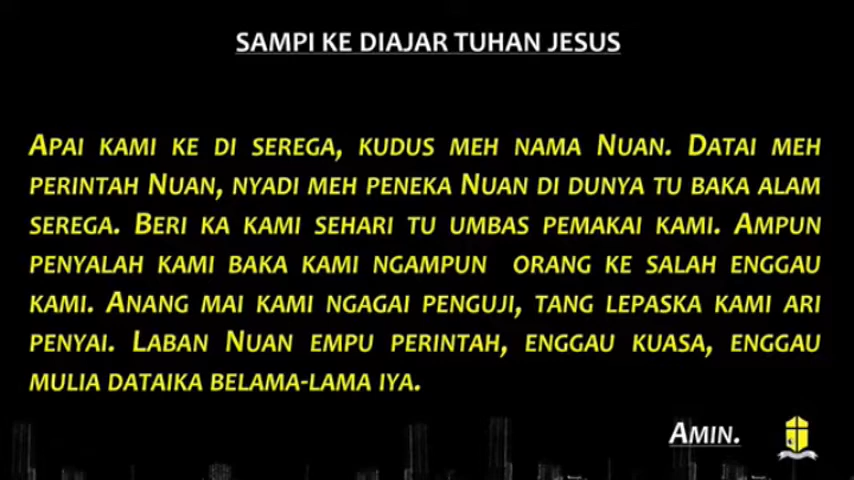 SAMPI KE DIAJAR TUHAN JESUS
APAI KAMI KE DI SEREGA, KUDUS MEH NAMA NUAN. DATAI MEH
PERINTAH NUAN, NYADI MEH PENEKA NUAN DI DUNYA TU BAKA ALAM
SEREGA. BERI KA KAMI SEHARI TU UMBAS PEMAKAI KAMI. AMPUN
PENYALAH KAMI BAKA KAMI NGAMPUN ORANG KE SALAH ENGGAU
KAMI. ANANG MAI KAMI NGAGAI PENGUJI, TANG LEPASKA KAMI ARI
PENYAI. LABAN NUAN EMPU PERINTAH, ENGGAU KUASA, ENGGAU
MULIA DATAIKA BELAMA-LAMA IYA.
AMIN.